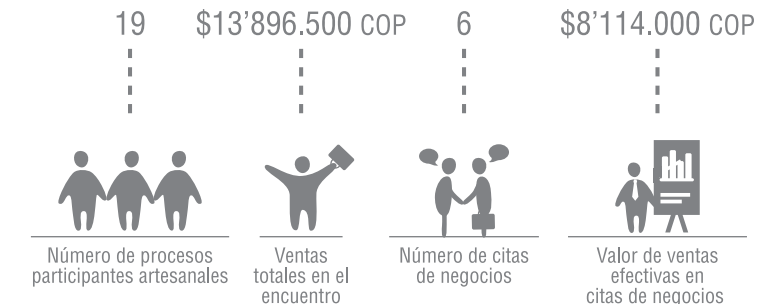 19
$13’896.500 COP
6
$8’114.000 COP
Número de procesos
participantes artesanales
Ventas
totales en el
encuentro
Número de citas
de negocios
Valor de ventas
efectivas en
citas de negocios